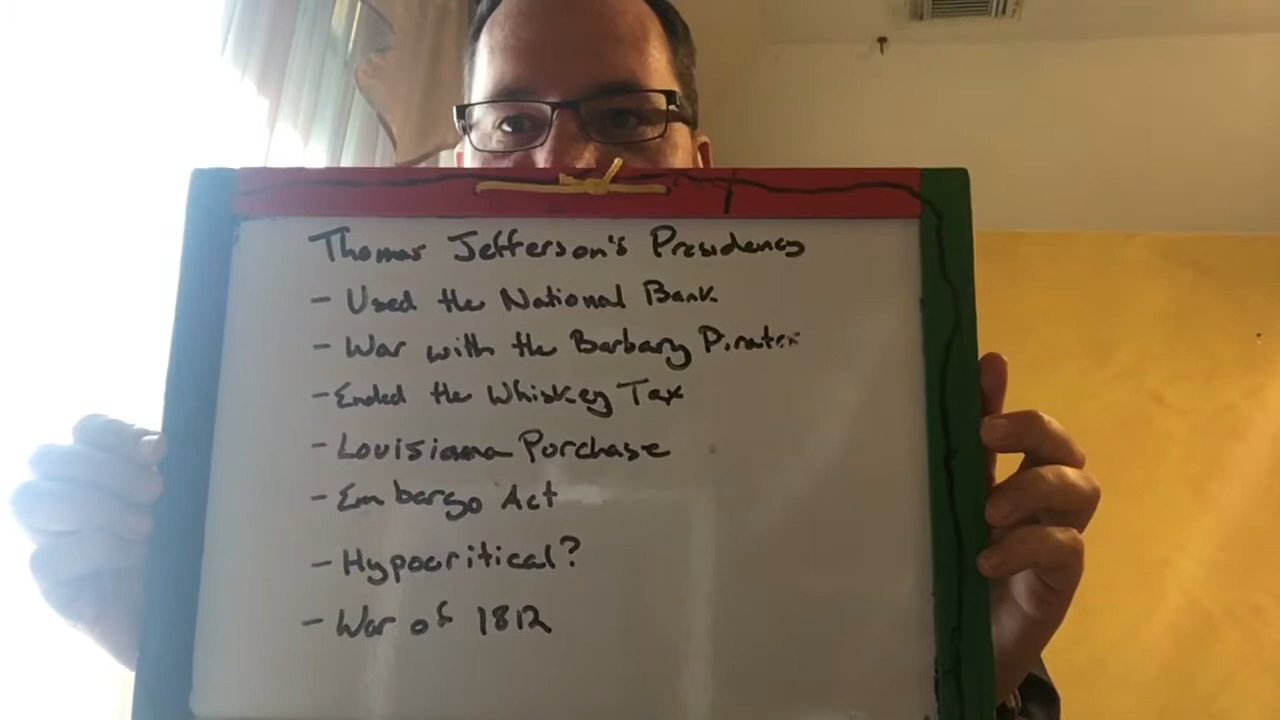 Thomas Jefferson's Presidency
- Used the National Bank
- War with the Barbary Pirates
- Ended the Whiskey Tax
- Louisiana Purchase
- Embargo Act
- Hypocritical?
- War of 1812